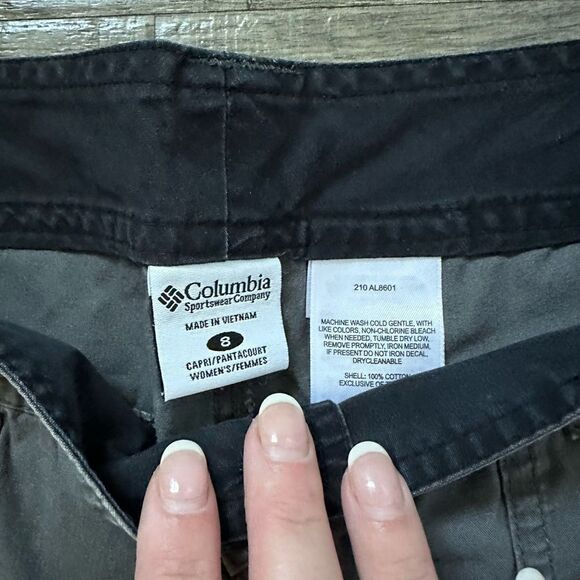 Columbia
Sportswear Company
MADE IN VIETNAM
8
CAPRI/PANTACOURT
WOMEN'S/FEMMES
210 AL8601
MACHINE WASH COLD GENTLE, WITH
LIKE COLORS, NON-CHLORINE BLEACH
WHEN NEEDED, TUMBLE DRY LOW,
REMOVE PROMPTLY, IRON MEDIUM,
IF PRESENT DO NOT IRON DECAL,
DRYCLEANABLE
SHELL: 100% COTTON
EXCLUSIVE OF